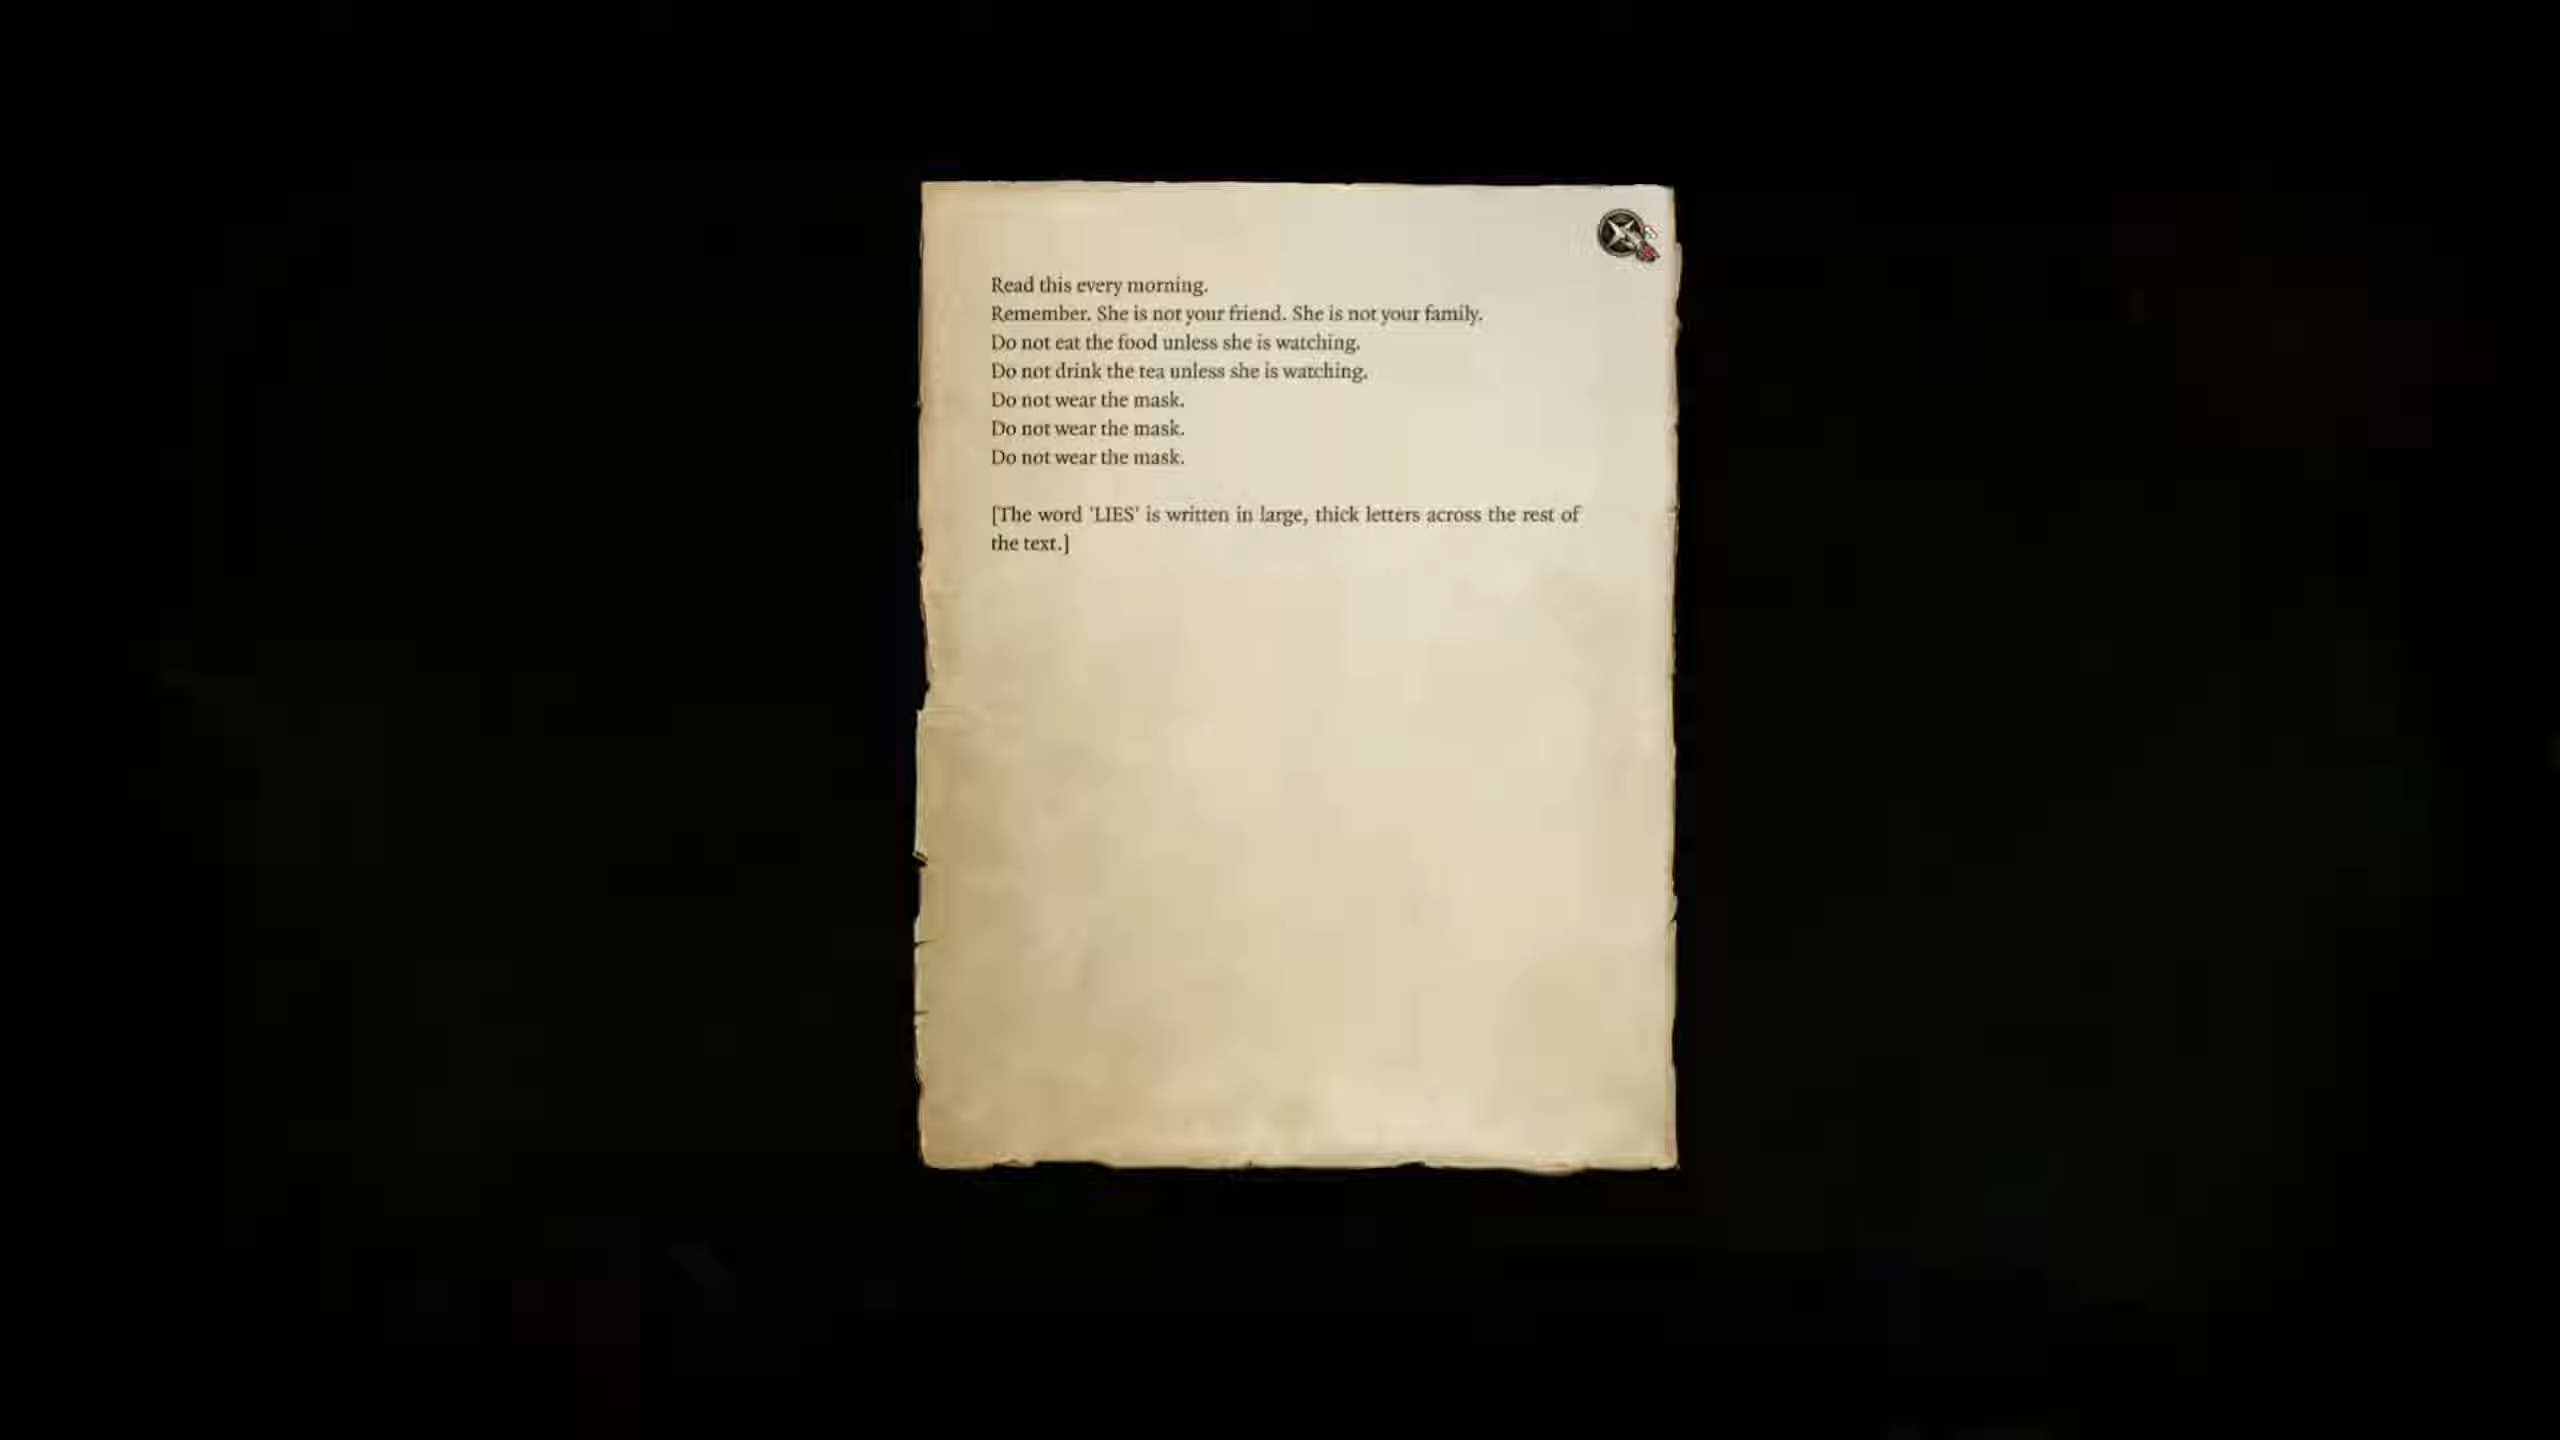 Read this every morning.
Remember. She is not your friend. She is not your family.
Do not eat the food unless she is watching.
Do not drink the tea unless she is watching.
Do not wear the mask.
Do not wear the mask.
Do not wear the mask.
[The word 'LIES' is written in large, thick letters across the rest of
the text.]